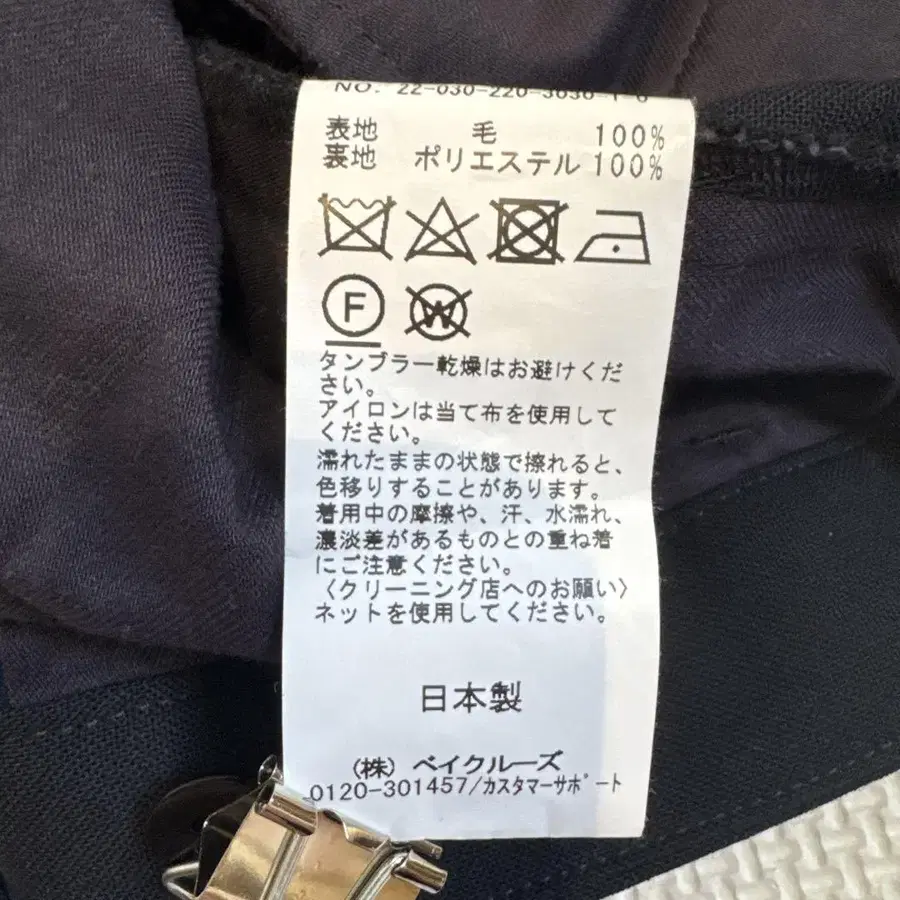 NO. 22-030-220-3030-1-0
表地 毛 100%
裏地 ポリエステル 100%
F
W
タンブラー乾燥はお避けくだ
さい。
アイロンは当て布を使用して
ください。
濡れたままの状態で擦れると、
色移りすることがあります。
着用中の摩擦や、汗、水濡れ、
濃淡差があるものとの重ね着
にご注意ください。
〈クリーニング店へのお願い〉
ネットを使用してください。
日本製
(株) ベイクルーズ
0120-301457/カスタマーサポート